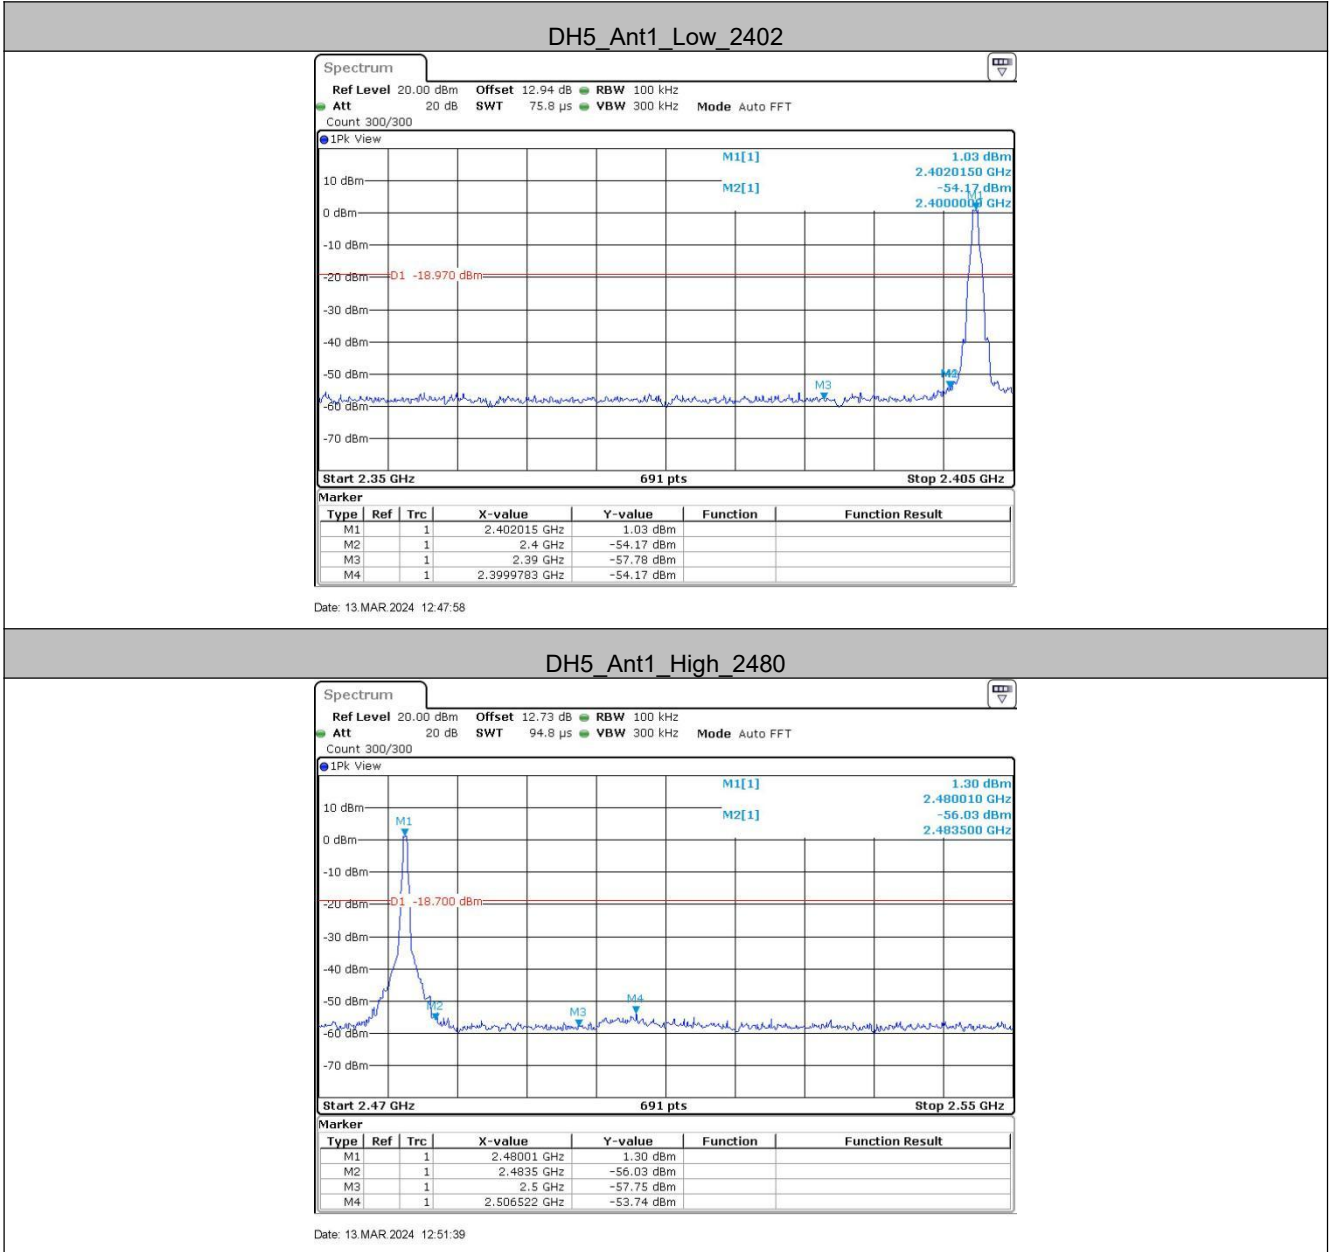 DH5_Ant1_Low_2402
Spectrum
Ref Level 20.00 dBm Offset 12.94 dB RBW 100 kHz
Att 20 dB SWT 75.8 µs VBW 300 kHz Mode Auto FFT
Count 300/300
1Pk View
M1[1] 1.03 dBm
2.4020150 GHz
10 dBm
M2[1] -54.17 dBm
2.4000000 GHz
M1
0 dBm
-10 dBm
-20 dBm
D1 -18.970 dBm
-30 dBm
-40 dBm
-50 dBm
M3
-60 dBm
-70 dBm
Start 2.35 GHz 691 pts Stop 2.405 GHz
Marker
Type Ref Trc X-value Y-value Function Function Result
M1 1 2.402015 GHz 1.03 dBm
M2 1 2.4 GHz -54.17 dBm
M3 1 2.39 GHz -57.78 dBm
M4 1 2.3999783 GHz -54.17 dBm
Date: 13.MAR.2024 12:47:58
DH5_Ant1_High_2480
Spectrum
Ref Level 20.00 dBm Offset 12.73 dB RBW 100 kHz
Att 20 dB SWT 94.8 µs VBW 300 kHz Mode Auto FFT
Count 300/300
1Pk View
M1[1] 1.30 dBm
2.480010 GHz
10 dBm
M2[1] -56.03 dBm
M1
2.483500 GHz
0 dBm
-10 dBm
-20 dBm
D1 -18.700 dBm
-30 dBm
-40 dBm
-50 dBm
M2
M3
M4
-60 dBm
-70 dBm
Start 2.47 GHz 691 pts Stop 2.55 GHz
Marker
Type Ref Trc X-value Y-value Function Function Result
M1 1 2.48001 GHz 1.30 dBm
M2 1 2.4835 GHz -56.03 dBm
M3 1 2.5 GHz -57.75 dBm
M4 1 2.506522 GHz -53.74 dBm
Date: 13.MAR.2024 12:51:39